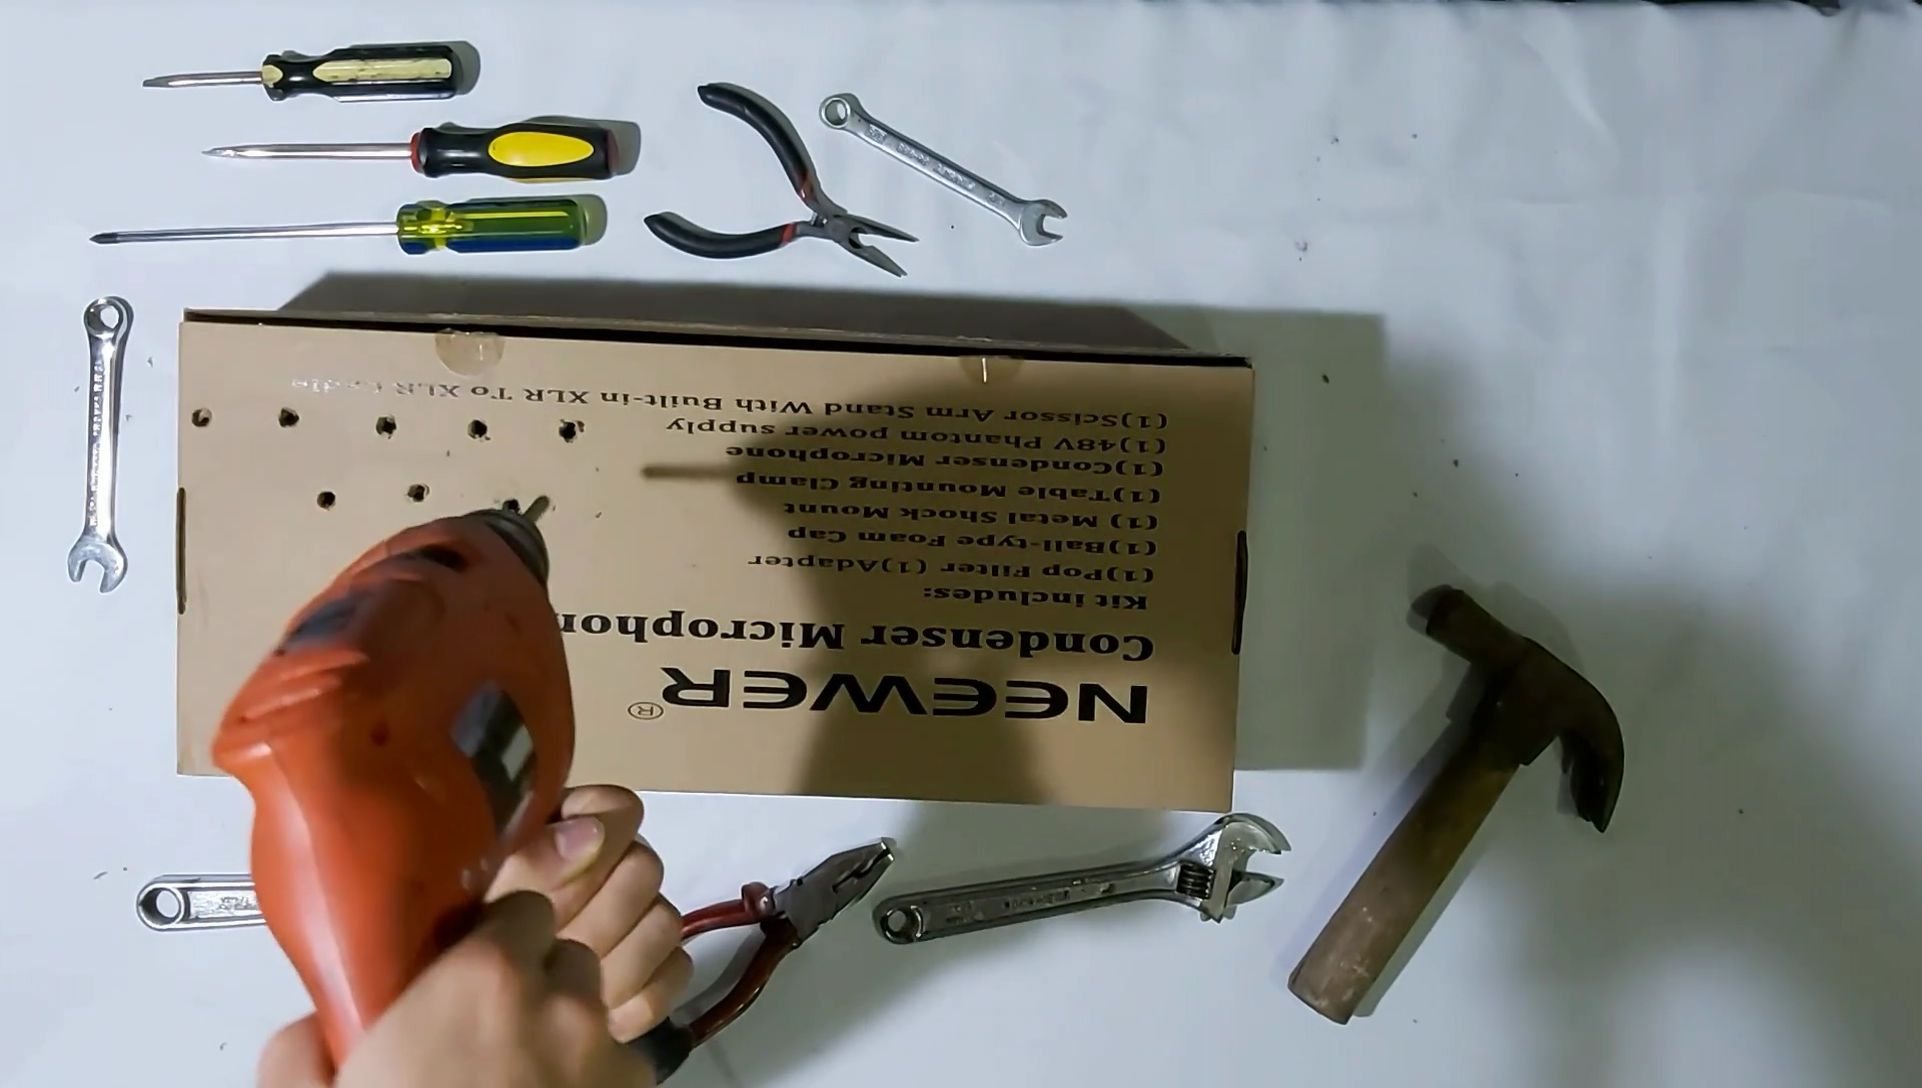 NEEWER®
Condenser Microphon
Kit includes:
(1)Pop Filter (1)Adapter
(1)Ball-type Foam Cap
(1) Metal Shock Mount
(1)Table Mounting Clamp
(1)Condenser Microphone
(1)48V Phantom power supply
(1)Scissor Arm Stand With Built-in XLR To XLR Cable